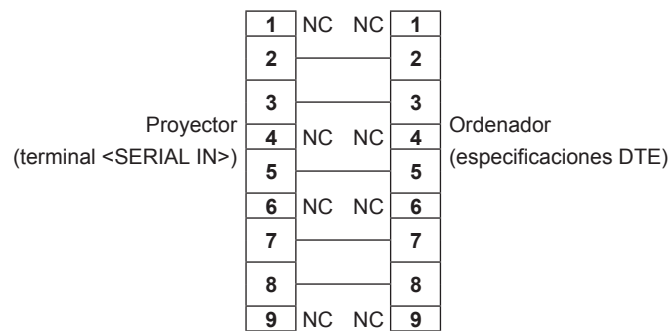 1 NC NC 1
2 2
3 3
Proyector
(terminal <SERIAL IN>)
4 NC NC 4
Ordenador
(especificaciones DTE)
5 5
6 NC NC 6
7 7
8 8
9 NC NC 9